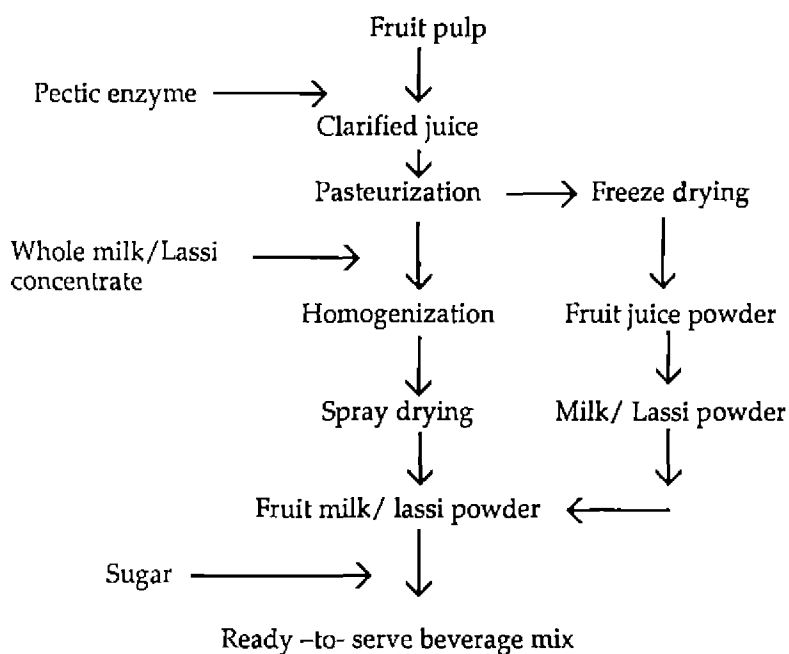 Fruit pulp
Pectic enzyme
Clarified juice
Pasteurization
Freeze drying
Whole milk/Lassi
concentrate
Homogenization
Fruit juice powder
Spray drying
Milk/ Lassi powder
Fruit milk/ lassi powder
Sugar
Ready –to- serve beverage mix